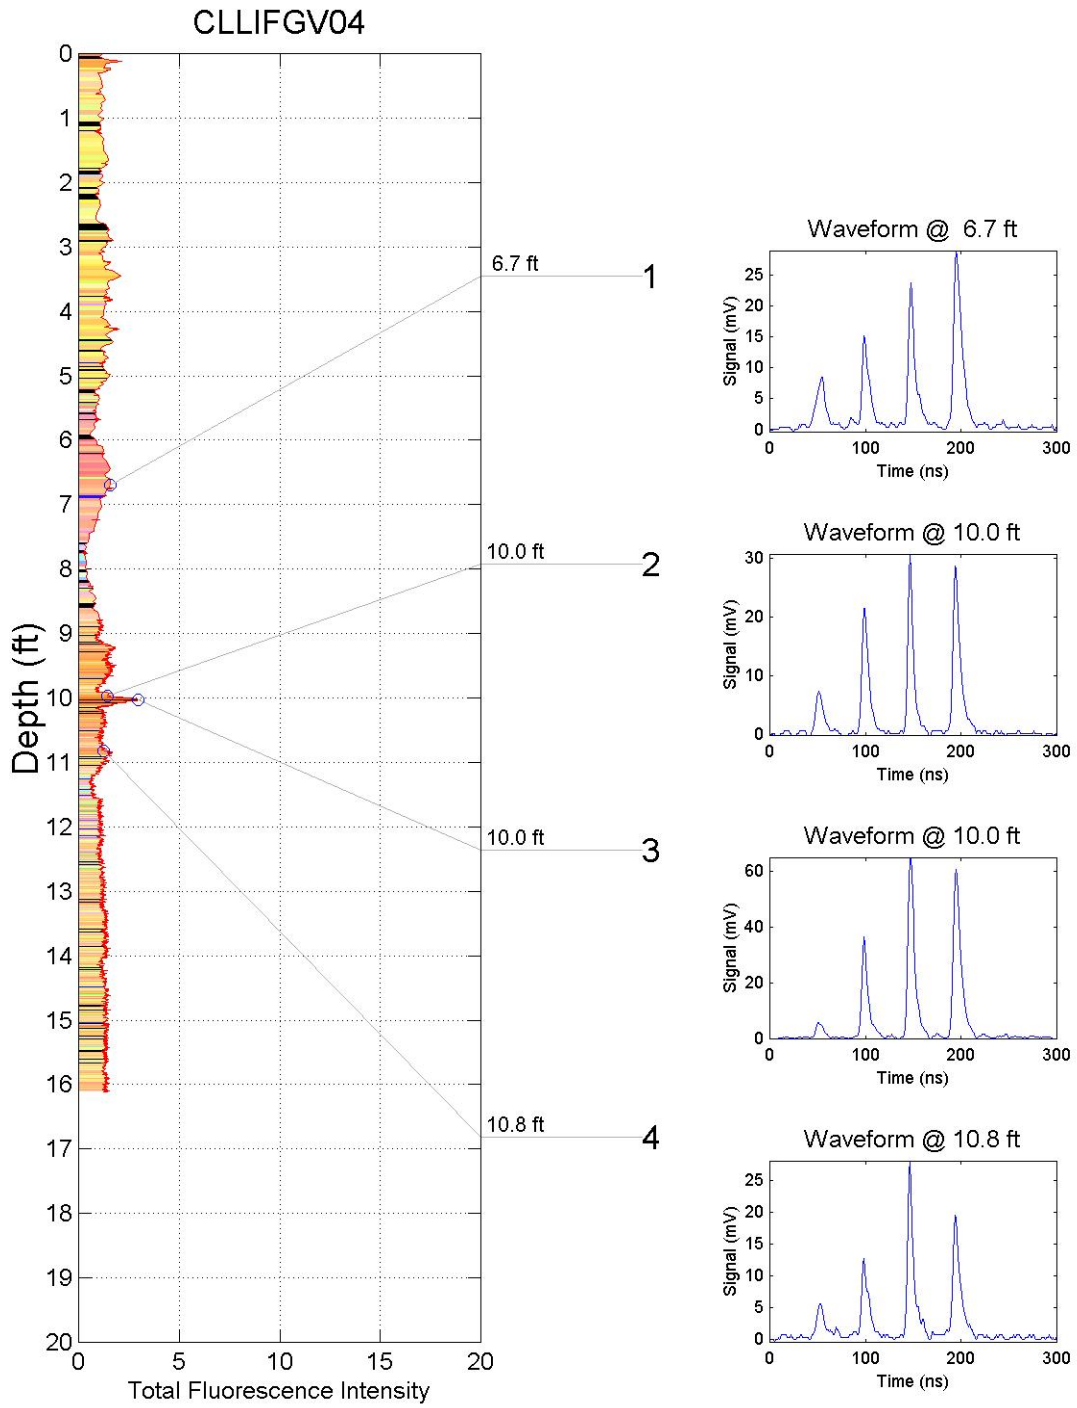 CLLIFGV04
0
1
2
3
4
5
6
7
8
9
10
11
12
13
14
15
16
17
18
19
20
Depth (ft)
0 5 10 15 20
Total Fluorescence Intensity
6.7 ft
1
10.0 ft
2
10.0 ft
3
10.8 ft
4
Waveform @ 6.7 ft
25
20
15
10
5
0
Signal (mV)
0 100 200 300
Time (ns)
Waveform @ 10.0 ft
30
20
10
0
Signal (mV)
0 100 200 300
Time (ns)
Waveform @ 10.0 ft
60
40
20
0
Signal (mV)
0 100 200 300
Time (ns)
Waveform @ 10.8 ft
25
20
15
10
5
0
Signal (mV)
0 100 200 300
Time (ns)